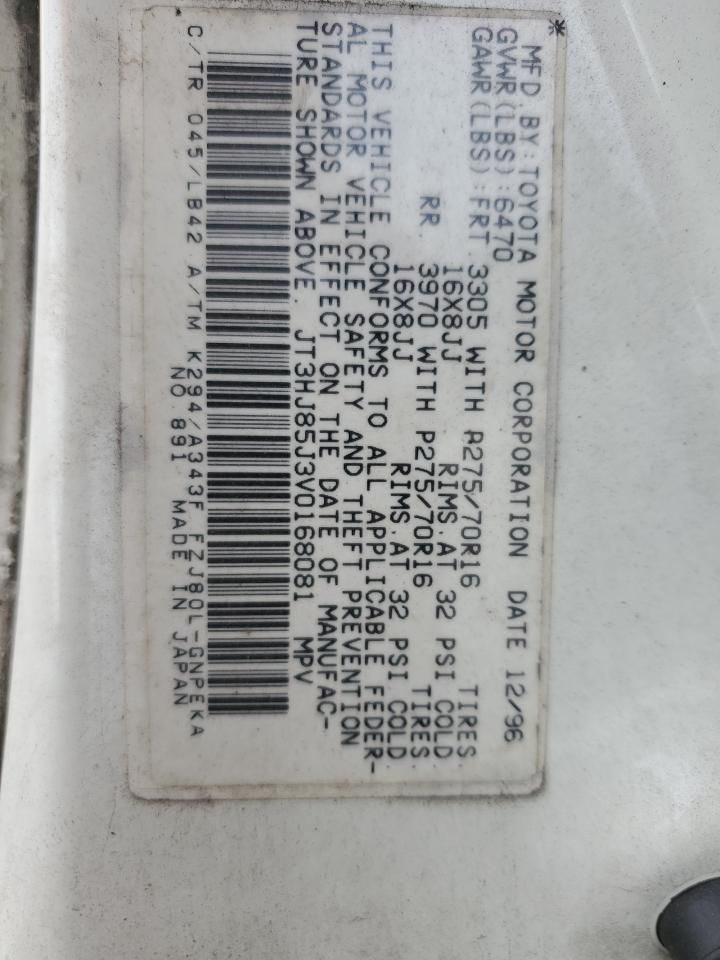 *
MFD.BY:TOYOTA MOTOR CORPORATION DATE 12/96
GVWR(LBS):6470
GAWR(LBS):FRT. 3305 WITH P275/70R16 TIRES.
16X8JJ RIMS.AT 32 PSI COLD
RR. 3970 WITH P275/70R16 TIRES.
16X8JJ RIMS.AT 32 PSI COLD.
THIS VEHICLE CONFORMS TO ALL APPLICABLE FEDER-
AL MOTOR VEHICLE SAFETY AND THEFT PREVENTION
STANDARDS IN EFFECT ON THE DATE OF MANUFAC-
TURE SHOWN ABOVE. JT3HJ85J3V0168081 MPV
C/TR 045/LB42 A/TM K294/A343F FZJ80L-GNPEKA
NO.891 MADE IN JAPAN